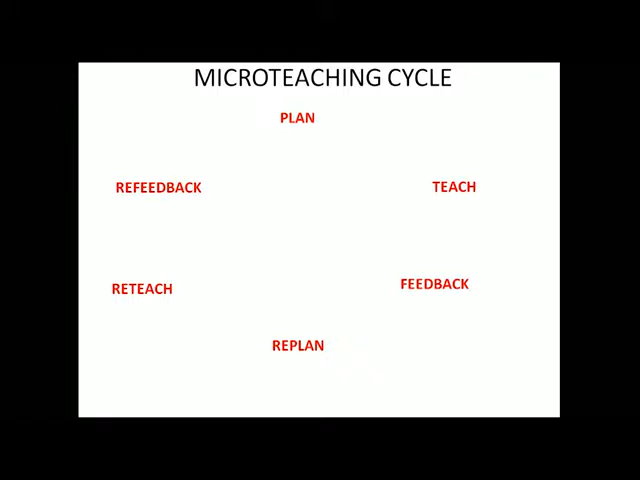 MICROTEACHING CYCLE
PLAN
REFEEDBACK
TEACH
RETEACH
FEEDBACK
REPLAN